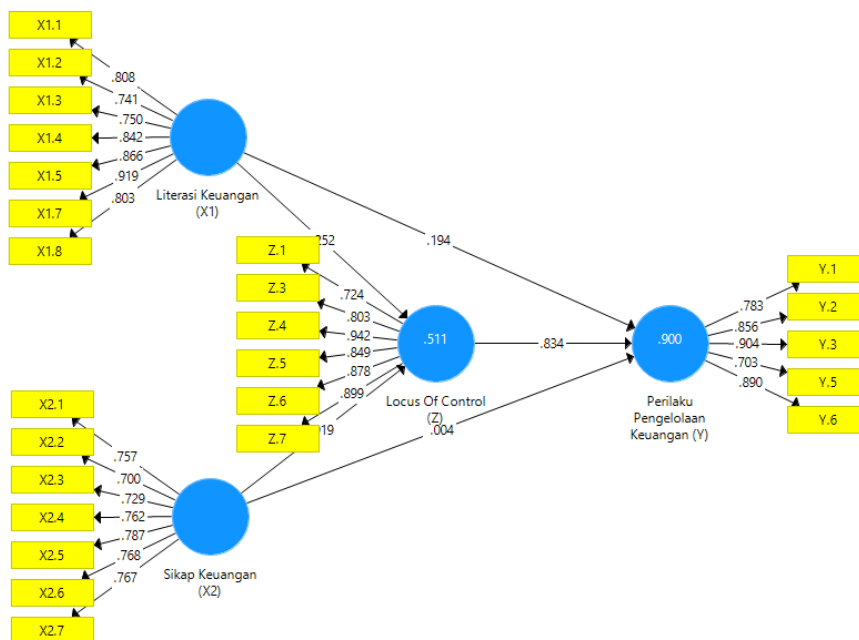 X1.1
X1.2
X1.3
X1.4
X1.5
X1.7
X1.8
.808
.741
.750
.842
.866
.919
.803
Literasi Keuangan
(X1)
.194
Z.1
Z.3
Z.4
Z.5
Z.6
Z.7
.724
.803
.942
.849
.878
.899
.511
Locus Of Control
(Z)
.834
.004
.900
Perilaku
Pengelolaan
Keuangan (Y)
.783
.856
.904
.703
.890
Y.1
Y.2
Y.3
Y.5
Y.6
X2.1
X2.2
X2.3
X2.4
X2.5
X2.6
X2.7
.757
.700
.729
.762
.787
.768
.767
Sikap Keuangan
(X2)